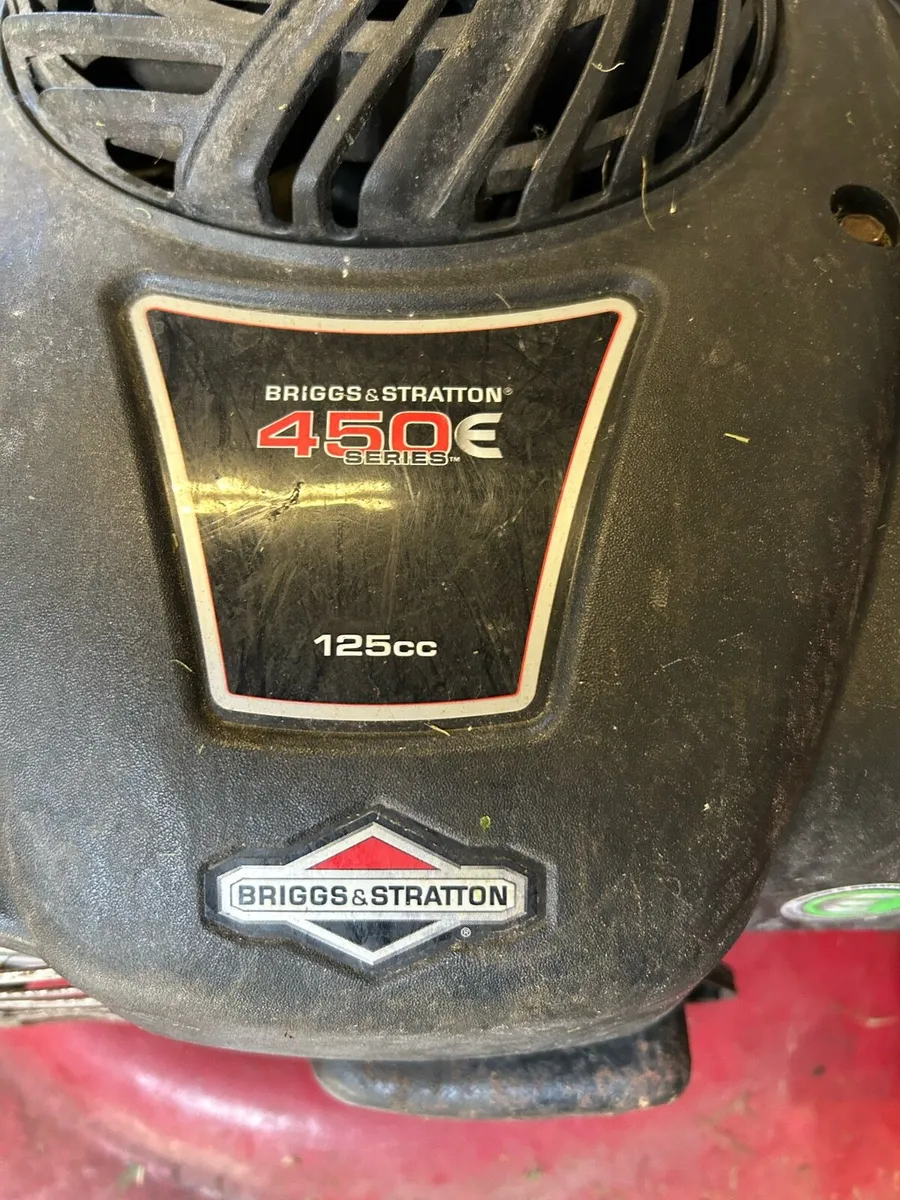 BRIGGS & STRATTON®
450E
SERIES™
125cc
BRIGGS & STRATTON
®